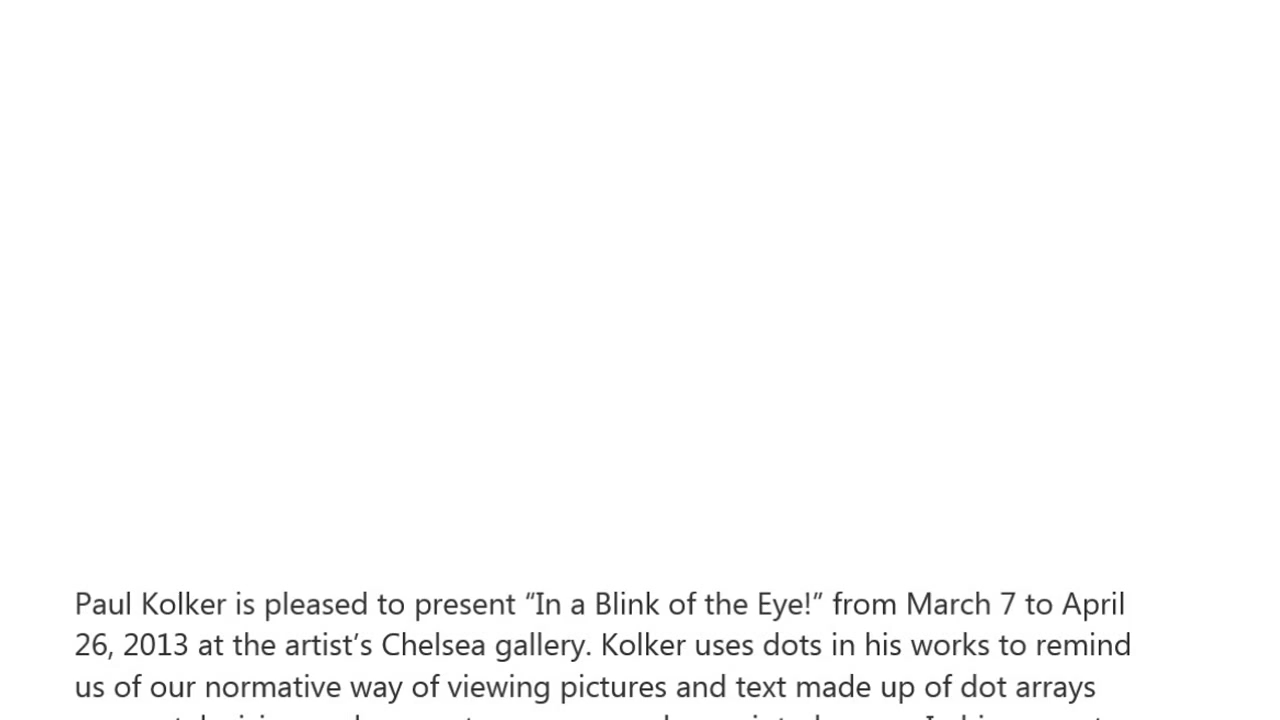 Paul Kolker is pleased to present “In a Blink of the Eye!” from March 7 to April
26, 2013 at the artist’s Chelsea gallery. Kolker uses dots in his works to remind
us of our normative way of viewing pictures and text made up of dot arrays